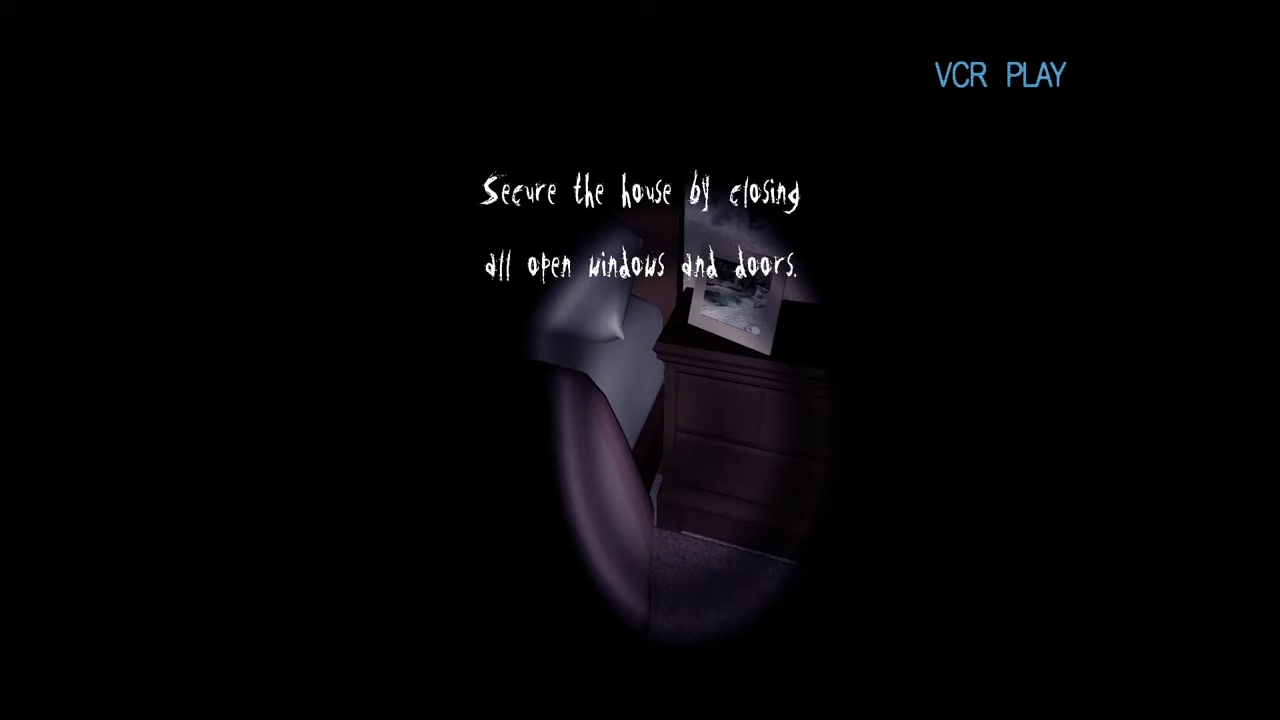 VCR PLAY
Secure the house by closing
all open windows and doors.